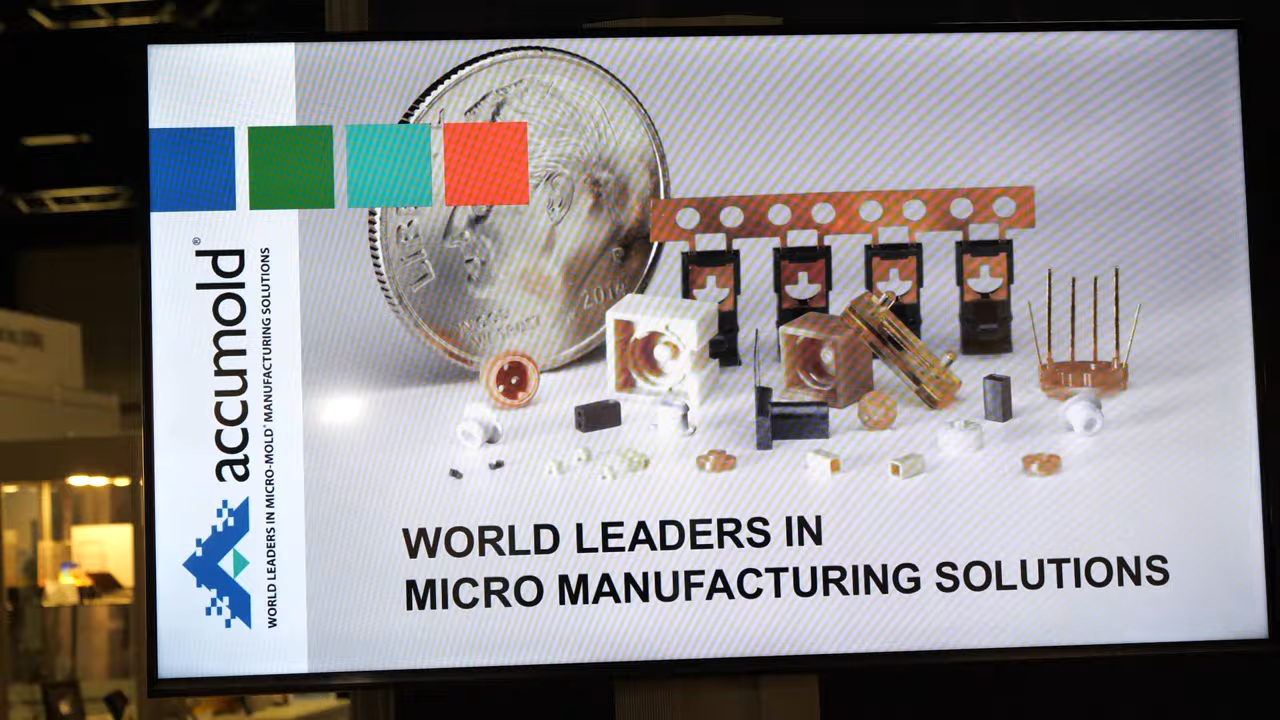 accumold®
WORLD LEADERS IN MICRO-MOLD® MANUFACTURING SOLUTIONS
WORLD LEADERS IN
MICRO MANUFACTURING SOLUTIONS